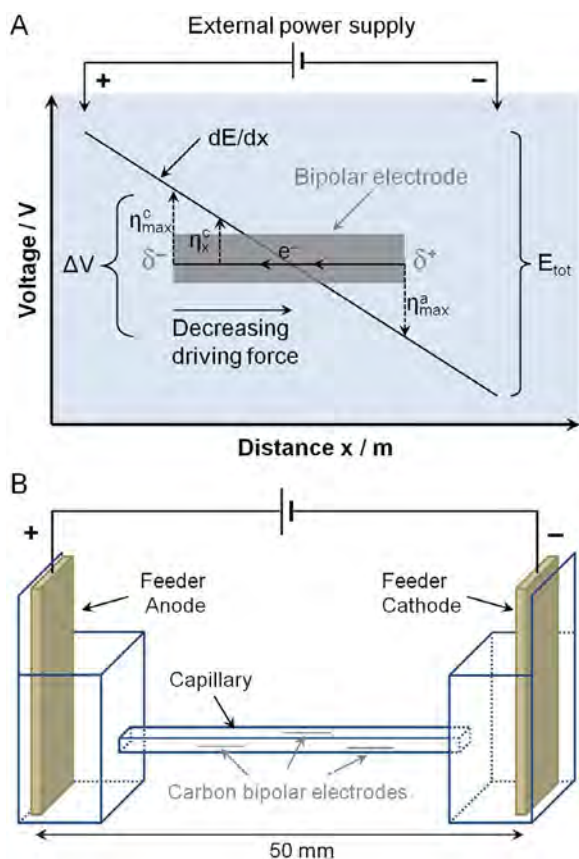 A
External power supply
+
−
dE/dx
Bipolar electrode
η^c_max
η^c_x
e⁻
δ⁻
δ⁺
ΔV
E_tot
η^a_max
Decreasing
driving force
Voltage / V
Distance x / m
B
+
−
Feeder
Anode
Feeder
Cathode
Capillary
Carbon bipolar electrodes
50 mm